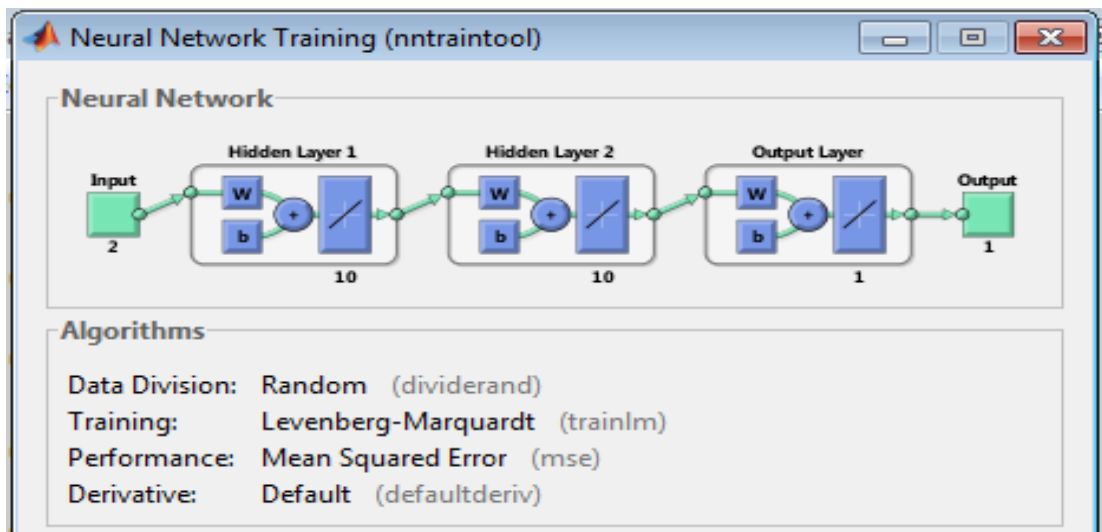 Neural Network Training (nntraintool)
Neural Network
Hidden Layer 1 Hidden Layer 2 Output Layer
Input Output
W W W
+ + +
b b b
2 10 10 1 1
Algorithms
Data Division: Random (dividerand)
Training: Levenberg-Marquardt (trainlm)
Performance: Mean Squared Error (mse)
Derivative: Default (defaultderiv)